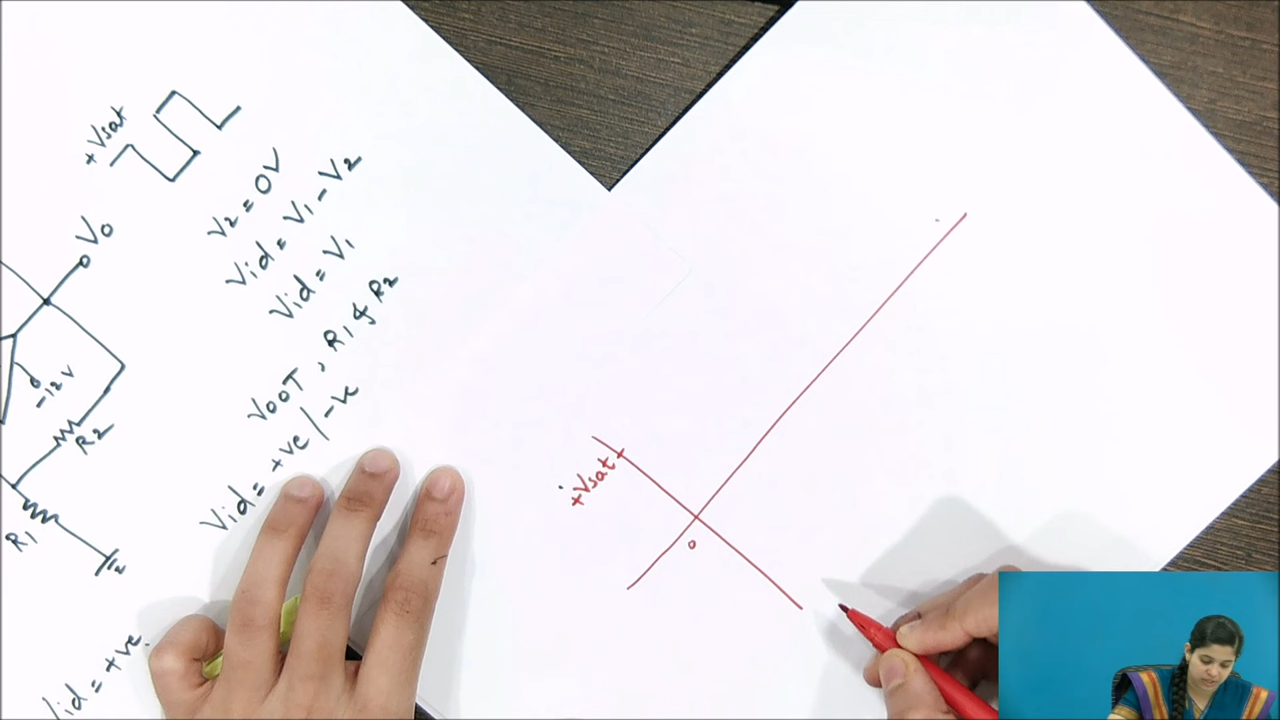 +Vsat
V0
-12V
R2
R1
V2 = 0V
Vid = V1 - V2
Vid = V1
VOOT, R1 & R2
Vid = +ve / -ve
Vid = +ve.
+Vsat
0